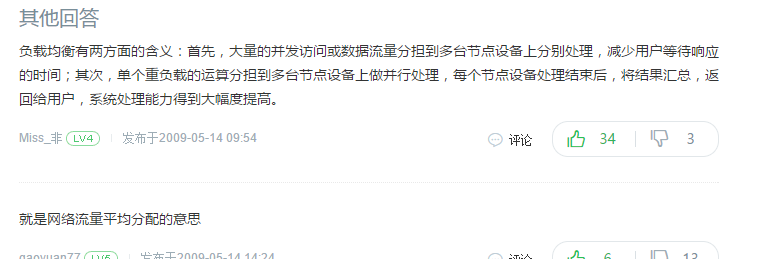 其他回答
负载均衡有两方面的含义：首先，大量的并发访问或数据流量分担到多台节点设备上分别处理，减少用户等待响应
的时间；其次，单个重负载的运算分担到多台节点设备上做并行处理，每个节点设备处理结束后，将结果汇总，返
回给用户，系统处理能力得到大幅度提高。
Miss_非 LV4 发布于2009-05-14 09:54 评论 34 3
就是网络流量平均分配的意思
gaoyuan77 LV6 发布于2009-05-14 14:24 评论 6 13